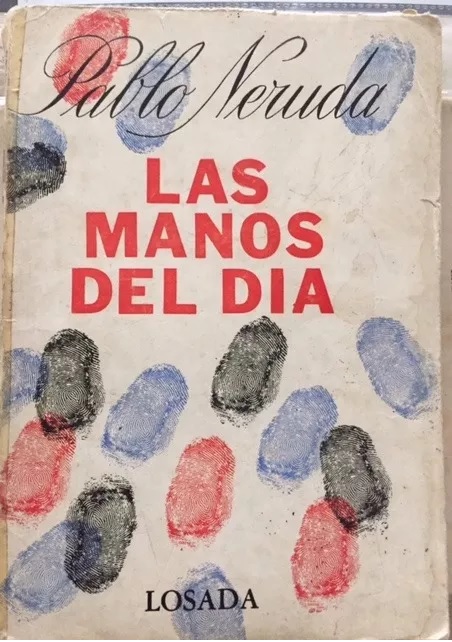 Pablo Neruda
LAS
MANOS
DEL DIA
LOSADA